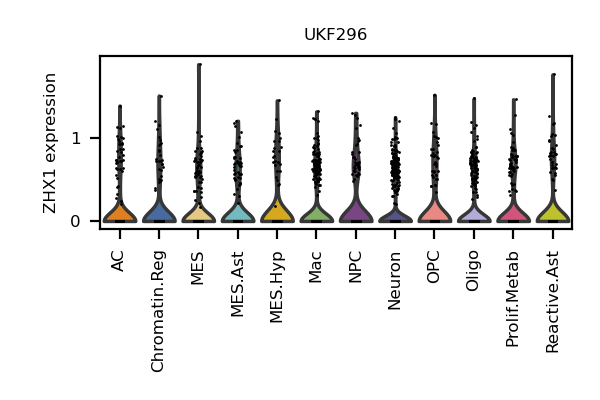 UKF296
ZHX1 expression
1
0
AC
Chromatin.Reg
MES
MES.Ast
MES.Hyp
Mac
NPC
Neuron
OPC
Oligo
Prolif.Metab
Reactive.Ast